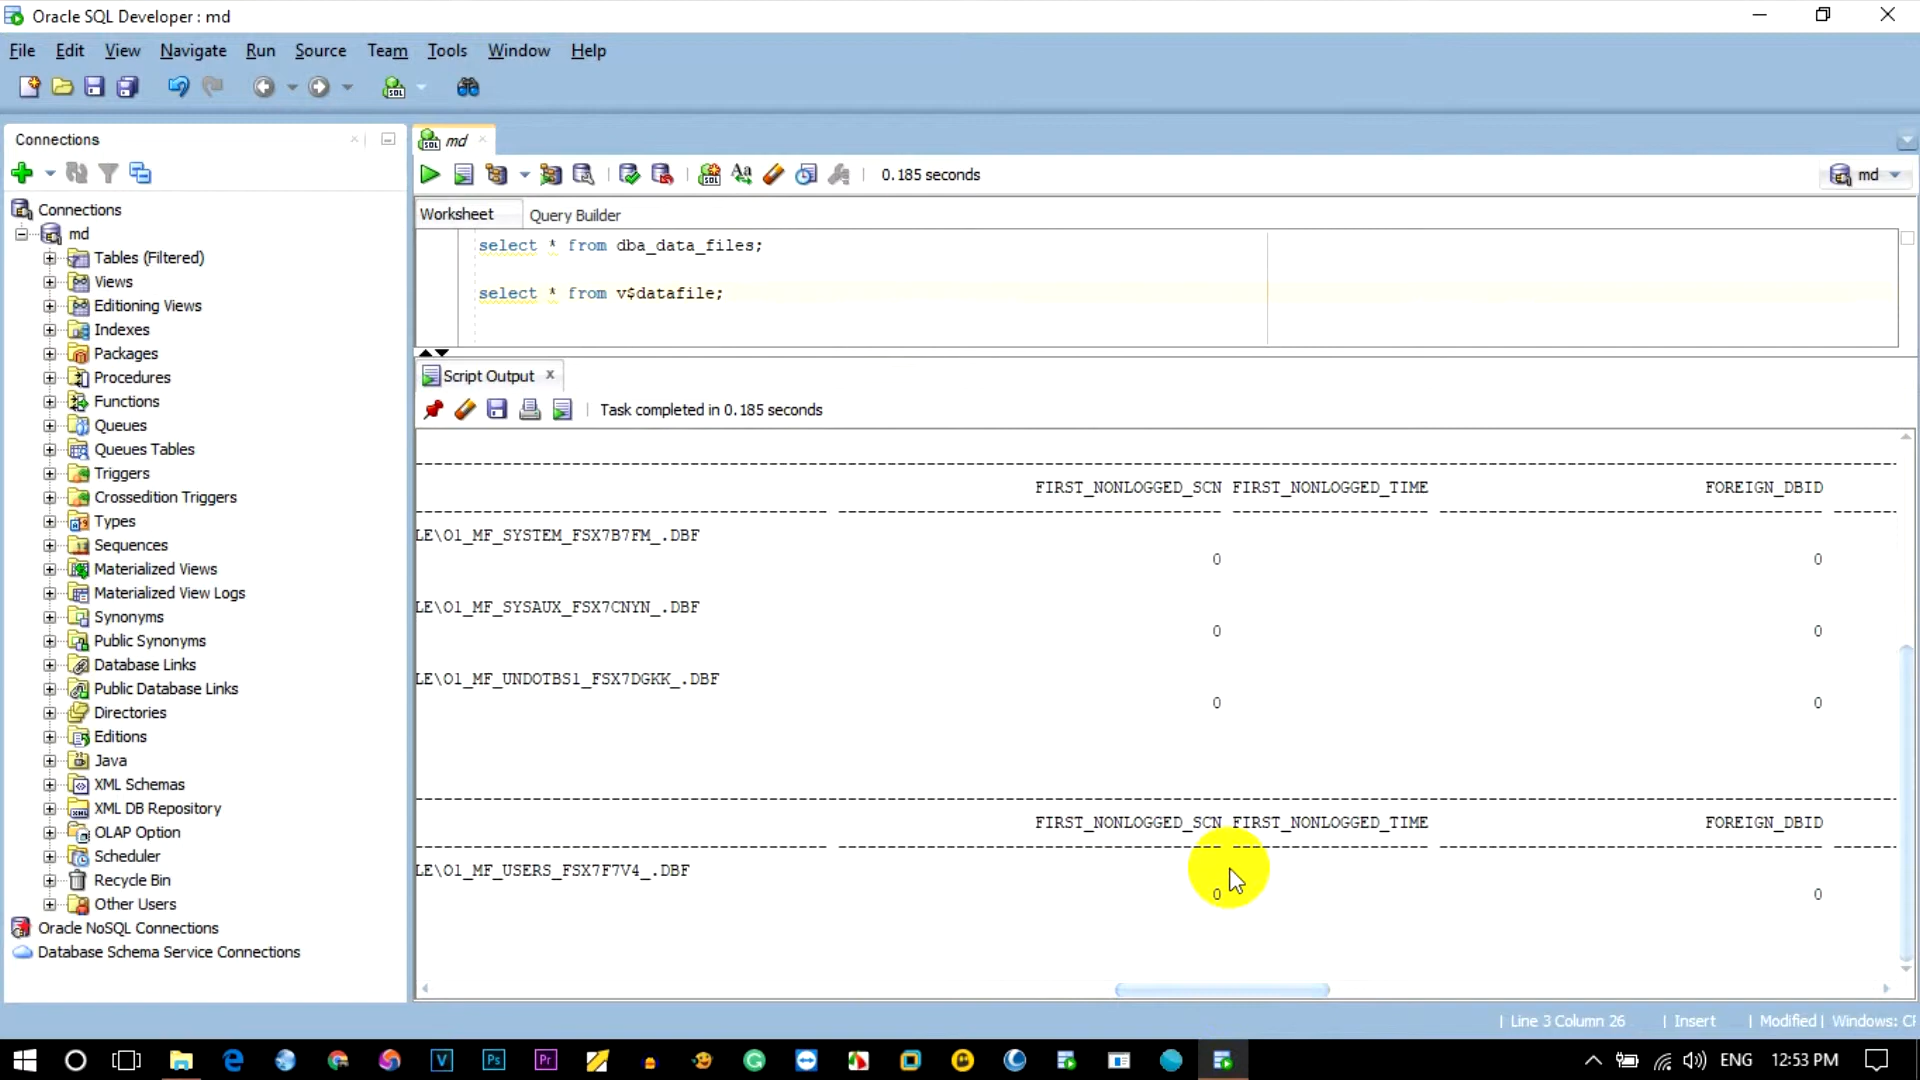 Oracle SQL Developer : md
File Edit View Navigate Run Source Team Tools Window Help
Connections
Connections
md
Tables (Filtered)
Views
Editioning Views
Indexes
Packages
Procedures
Functions
Queues
Queues Tables
Triggers
Crossedition Triggers
Types
Sequences
Materialized Views
Materialized View Logs
Synonyms
Public Synonyms
Database Links
Public Database Links
Directories
Editions
Java
XML Schemas
XML DB Repository
OLAP Option
Scheduler
Recycle Bin
Other Users
Oracle NoSQL Connections
Database Schema Service Connections
md
0.185 seconds
md
Worksheet Query Builder
select * from dba_data_files;
select * from v$datafile;
Script Output
Task completed in 0.185 seconds
FIRST_NONLOGGED_SCN FIRST_NONLOGGED_TIME FOREIGN_DBID
LE\O1_MF_SYSTEM_FSX7B7FM_.DBF
0 0
LE\O1_MF_SYSAUX_FSX7CNYN_.DBF
0 0
LE\O1_MF_UNDOTBS1_FSX7DGKK_.DBF
0 0
FIRST_NONLOGGED_SCN FIRST_NONLOGGED_TIME FOREIGN_DBID
LE\O1_MF_USERS_FSX7F7V4_.DBF
0 0
| Line 3 Column 26 | Insert | Modified | Windows: CF
V Ps Pr ENG 12:53 PM